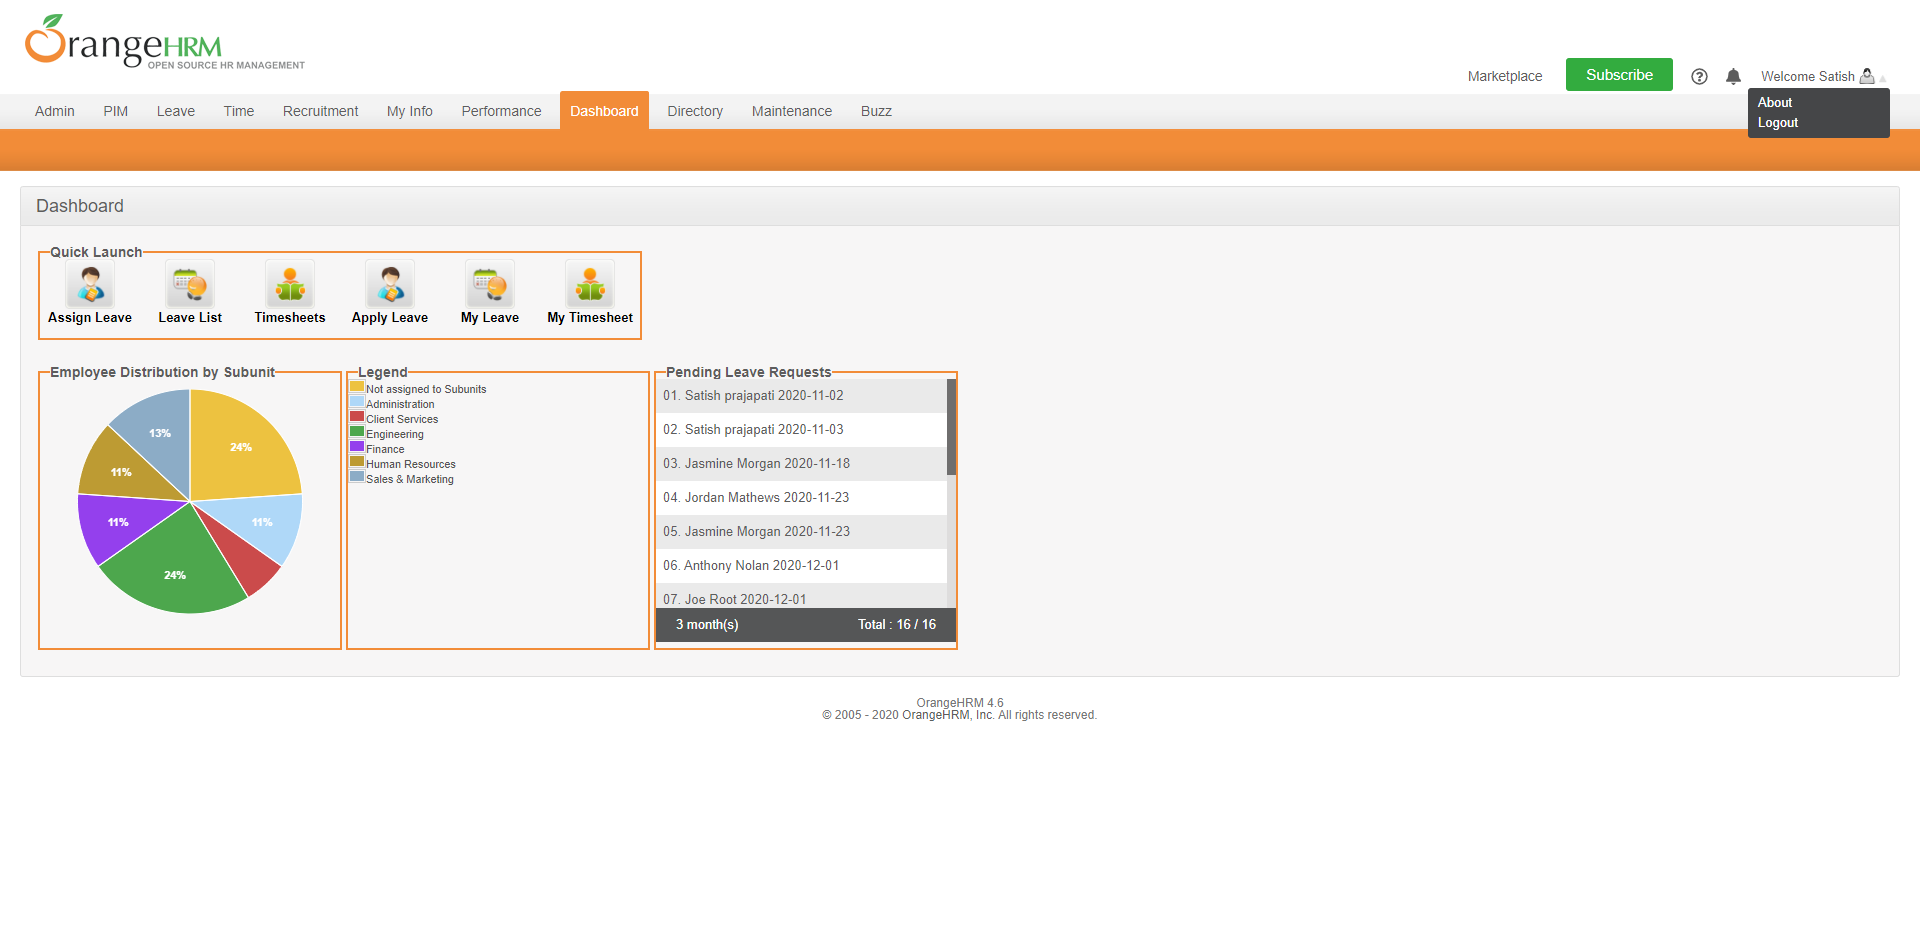 OrangeHRM
OPEN SOURCE HR MANAGEMENT
Marketplace
Subscribe
Welcome Satish
About
Logout
Admin
PIM
Leave
Time
Recruitment
My Info
Performance
Dashboard
Directory
Maintenance
Buzz
Dashboard
Quick Launch
Assign Leave
Leave List
Timesheets
Apply Leave
My Leave
My Timesheet
Employee Distribution by Subunit
13%
24%
11%
11%
11%
24%
Legend
Not assigned to Subunits
Administration
Client Services
Engineering
Finance
Human Resources
Sales & Marketing
Pending Leave Requests
01. Satish prajapati 2020-11-02
02. Satish prajapati 2020-11-03
03. Jasmine Morgan 2020-11-18
04. Jordan Mathews 2020-11-23
05. Jasmine Morgan 2020-11-23
06. Anthony Nolan 2020-12-01
07. Joe Root 2020-12-01
3 month(s)
Total : 16 / 16
OrangeHRM 4.6
© 2005 - 2020 OrangeHRM, Inc. All rights reserved.